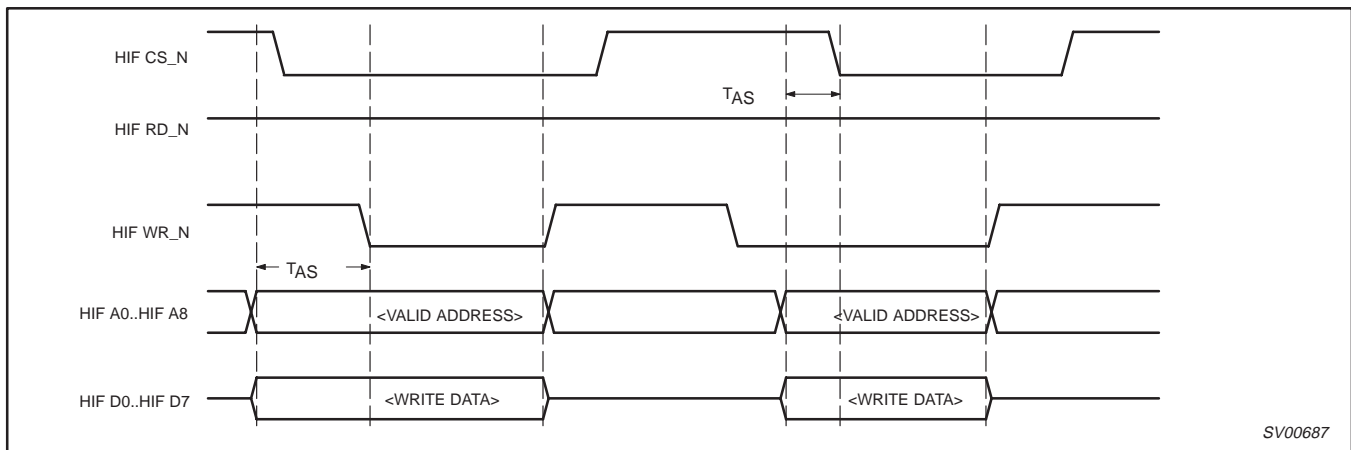 HIF CS_N
TAS
HIF RD_N
HIF WR_N
TAS
HIF A0..HIF A8
<VALID ADDRESS>
<VALID ADDRESS>
HIF D0..HIF D7
<WRITE DATA>
<WRITE DATA>
SV00687